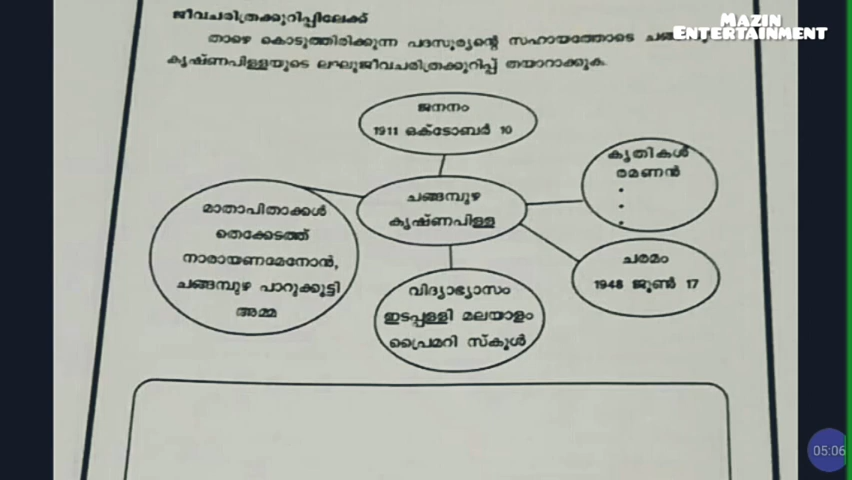 Mazin
Entertainment
ജീവചരിത്രക്കുറിപ്പിലേക്ക്
താഴെ കൊടുത്തിരിക്കുന്ന പദസൂര്യന്റെ സഹായത്തോടെ
കൃഷ്ണപിള്ളയുടെ ലഘുജീവചരിത്രക്കുറിപ്പ് തയാറാക്കുക.
ജനനം
1911 ഒക്ടോബർ 10
കൃതികൾ
രമണൻ
ചങ്ങമ്പുഴ
കൃഷ്ണപിള്ള
മാതാപിതാക്കൾ
തെക്കേടത്ത്
നാരായണമേനോൻ,
ചങ്ങമ്പുഴ പാറുക്കുട്ടി
അമ്മ
ചരമം
1948 ജൂൺ 17
വിദ്യാഭ്യാസം
ഇടപ്പള്ളി മലയാളം
പ്രൈമറി സ്കൂൾ
05:06